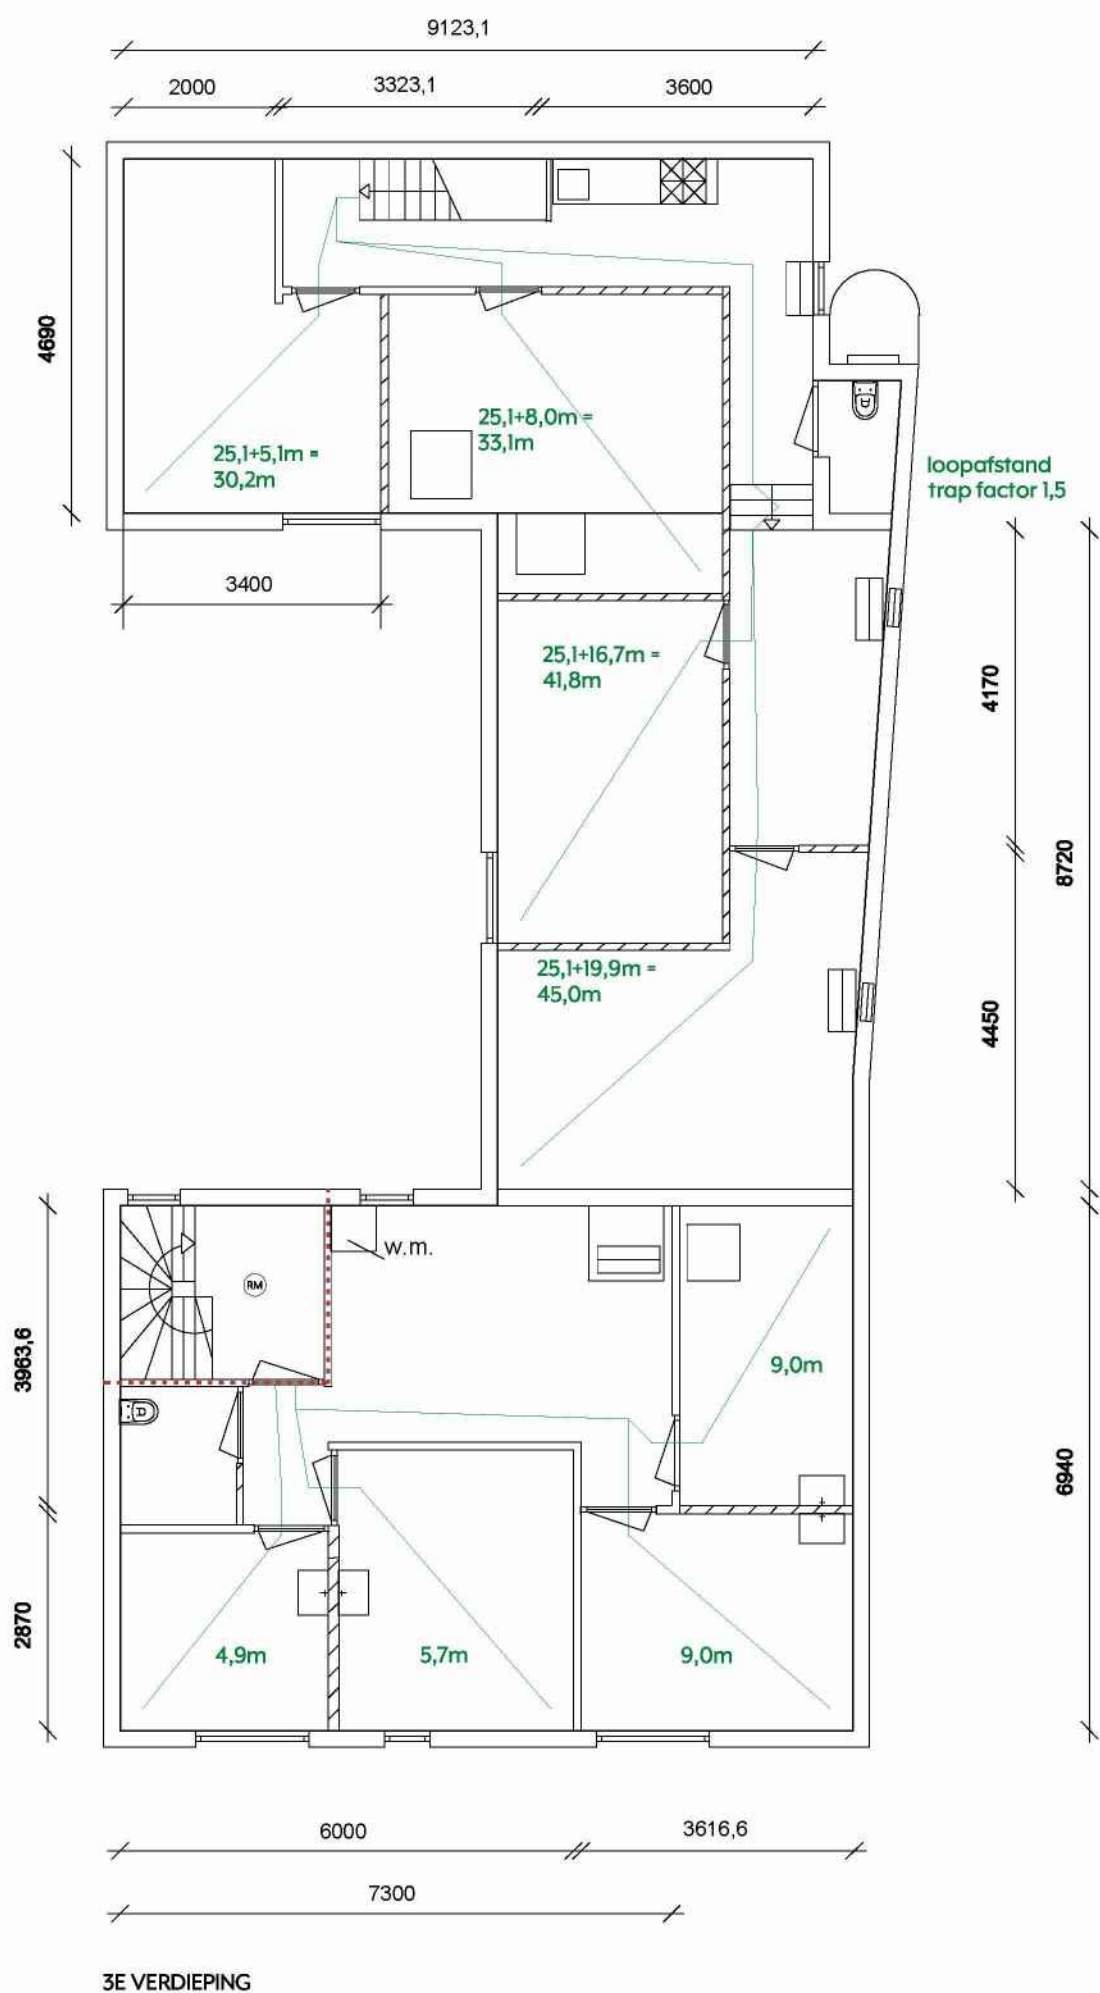 9123,1
2000
3323,1
3600
4690
25,1+5,1m =
30,2m
25,1+8,0m =
33,1m
loopafstand
trap factor 1,5
3400
25,1+16,7m =
41,8m
4170
8720
25,1+19,9m =
45,0m
4450
w.m.
RM
3963,6
9,0m
6940
2870
4,9m
5,7m
9,0m
6000
3616,6
7300
3E VERDIEPING